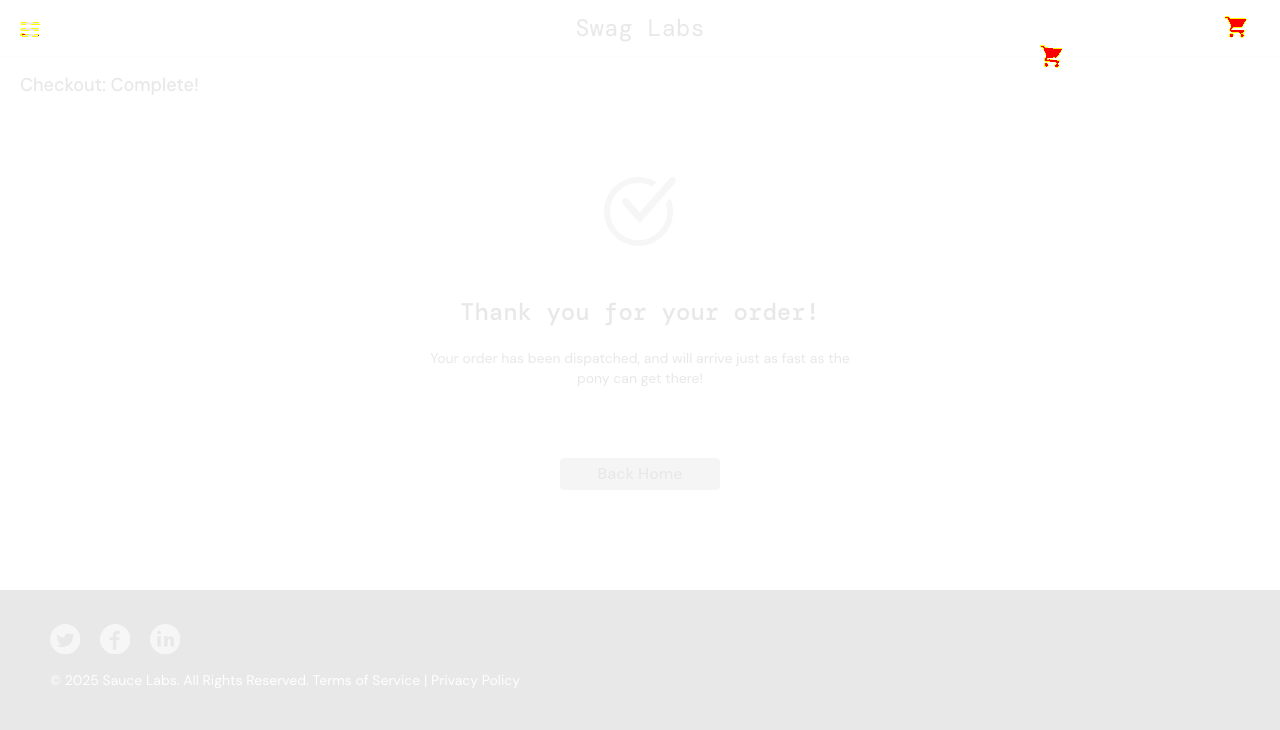 Swag Labs
Checkout: Complete!
Thank you for your order!
Your order has been dispatched, and will arrive just as fast as the
pony can get there!
Back Home
© 2025 Sauce Labs. All Rights Reserved. Terms of Service | Privacy Policy